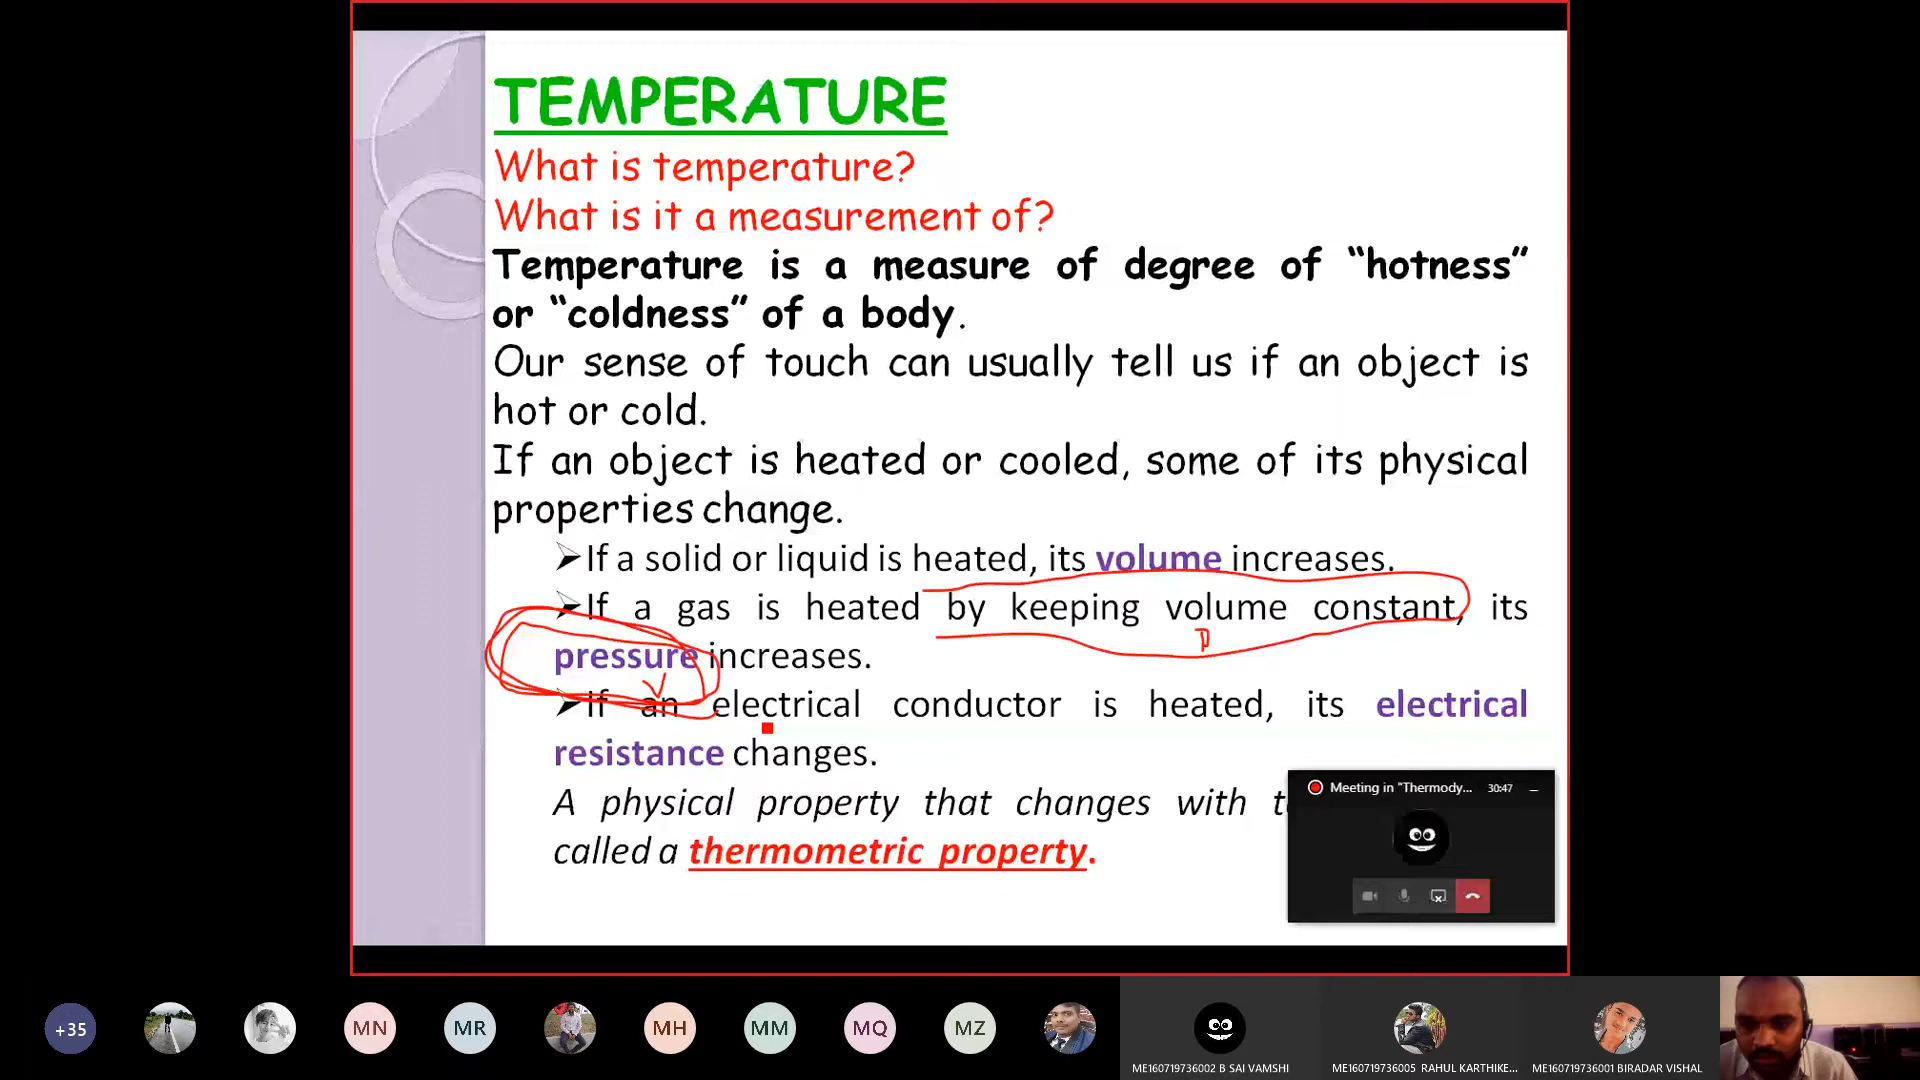 TEMPERATURE
What is temperature?
What is it a measurement of?
Temperature is a measure of degree of “hotness”
or “coldness” of a body.
Our sense of touch can usually tell us if an object is
hot or cold.
If an object is heated or cooled, some of its physical
properties change.
➢If a solid or liquid is heated, its volume increases.
➢If a gas is heated by keeping volume constant, its
pressure increases.
➢If an electrical conductor is heated, its electrical
resistance changes.
A physical property that changes with
called a thermometric property.
Meeting in "Thermody... 30:47
+35
MN
MR
MH
MM
MQ
MZ
ME160719736002 B SAI VAMSHI
ME160719736005 RAHUL KARTHIKE...
ME160719736001 BIRADAR VISHAL